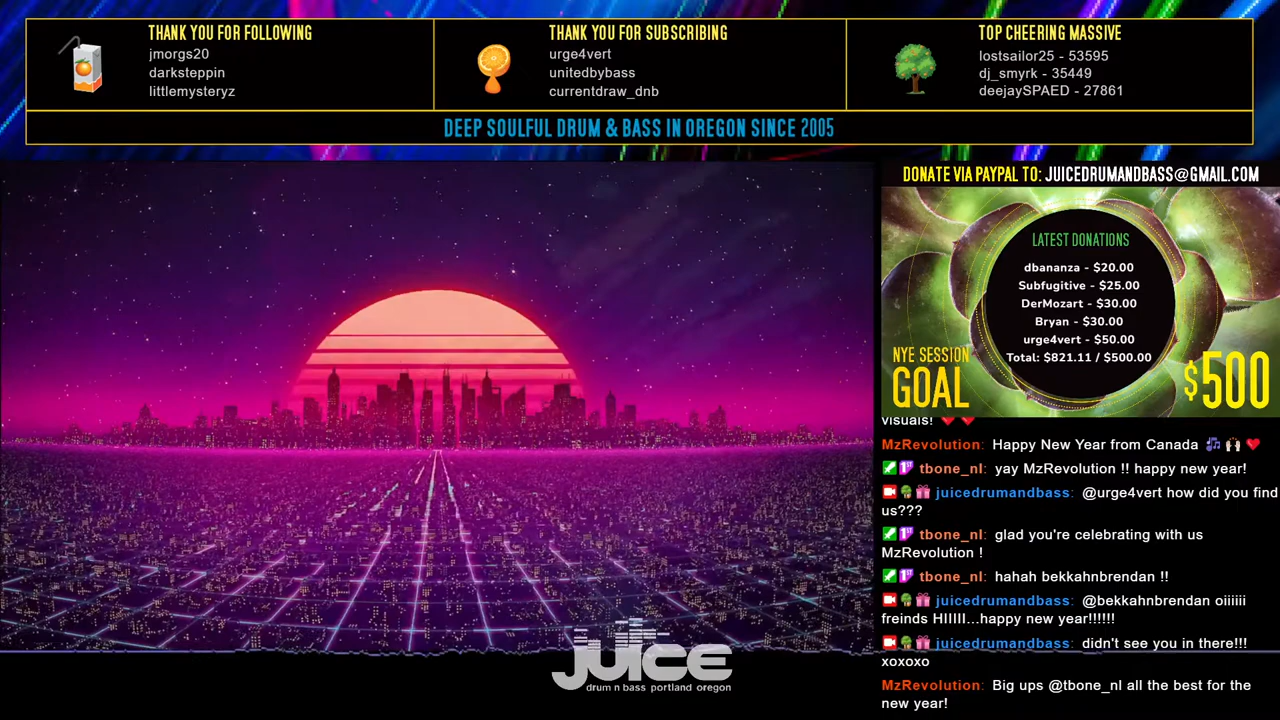 THANK YOU FOR FOLLOWING
jmorgs20
darksteppin
littlemysteryz
THANK YOU FOR SUBSCRIBING
urge4vert
unitedbybass
currentdraw_dnb
TOP CHEERING MASSIVE
lostsailor25 - 53595
dj_smyrk - 35449
deejaySPAED - 27861
DEEP SOULFUL DRUM & BASS IN OREGON SINCE 2005
DONATE VIA PAYPAL TO: JUICEDRUMANDBASS@GMAIL.COM
LATEST DONATIONS
dbananza - $20.00
Subfugitive - $25.00
DerMozart - $30.00
Bryan - $30.00
urge4vert - $50.00
Total: $821.11 / $500.00
NYE SESSION
GOAL
$500
visuals! ❤️ ❤️
MzRevolution: Happy New Year from Canada 🎶 🙌🏻 ❤️
tbone_nl: yay MzRevolution !! happy new year!
juicedrumandbass: @urge4vert how did you find
us???
tbone_nl: glad you're celebrating with us
MzRevolution !
tbone_nl: hahah bekkahnbrendan !!
juicedrumandbass: @bekkahnbrendan oiiiiii
freinds HIIIII...happy new year!!!!!!
juicedrumandbass: didn't see you in there!!!
xoxoxo
MzRevolution: Big ups @tbone_nl all the best for the
new year!
JUICE
drum n bass portland oregon